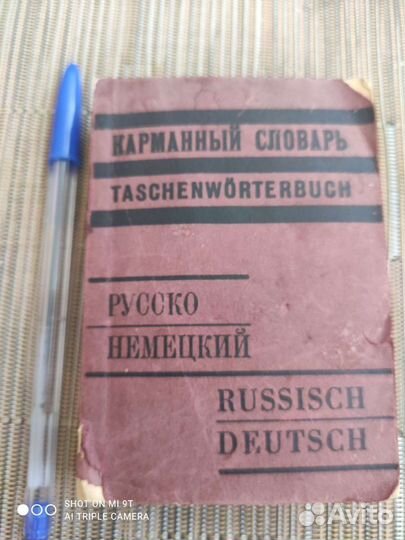 КАРМАННЫЙ СЛОВАРЬ
TASCHENWÖRTERBUCH
РУССКО
НЕМЕЦКИЙ
RUSSISCH
DEUTSCH
SHOT ON MI 9T
AI TRIPLE CAMERA
Avito